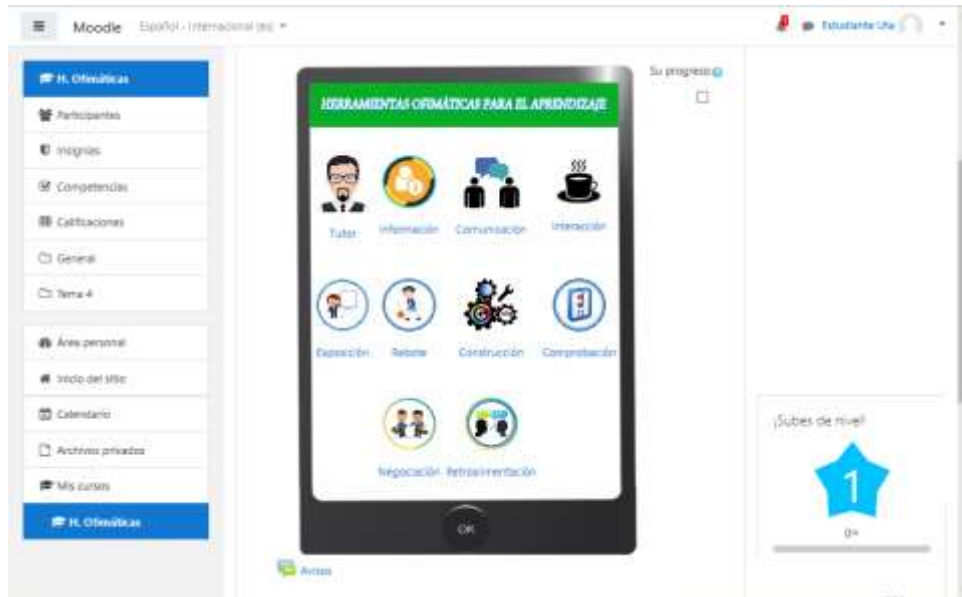 Moodle Español - Internacional (es)
Estudiante Uno
H. Ofimáticas
Participantes
Insignias
Competencias
Calificaciones
General
Tema 4
Área personal
Inicio del sitio
Calendario
Archivos privados
Mis cursos
H. Ofimáticas
Su progreso
HERRAMIENTAS OFIMÁTICAS PARA EL APRENDIZAJE
Tutor Información Comunicación Interacción
Exposición Rebote Construcción Comprobación
Negociación Retroalimentación
OK
Avisos
¡Subes de nivel!
1